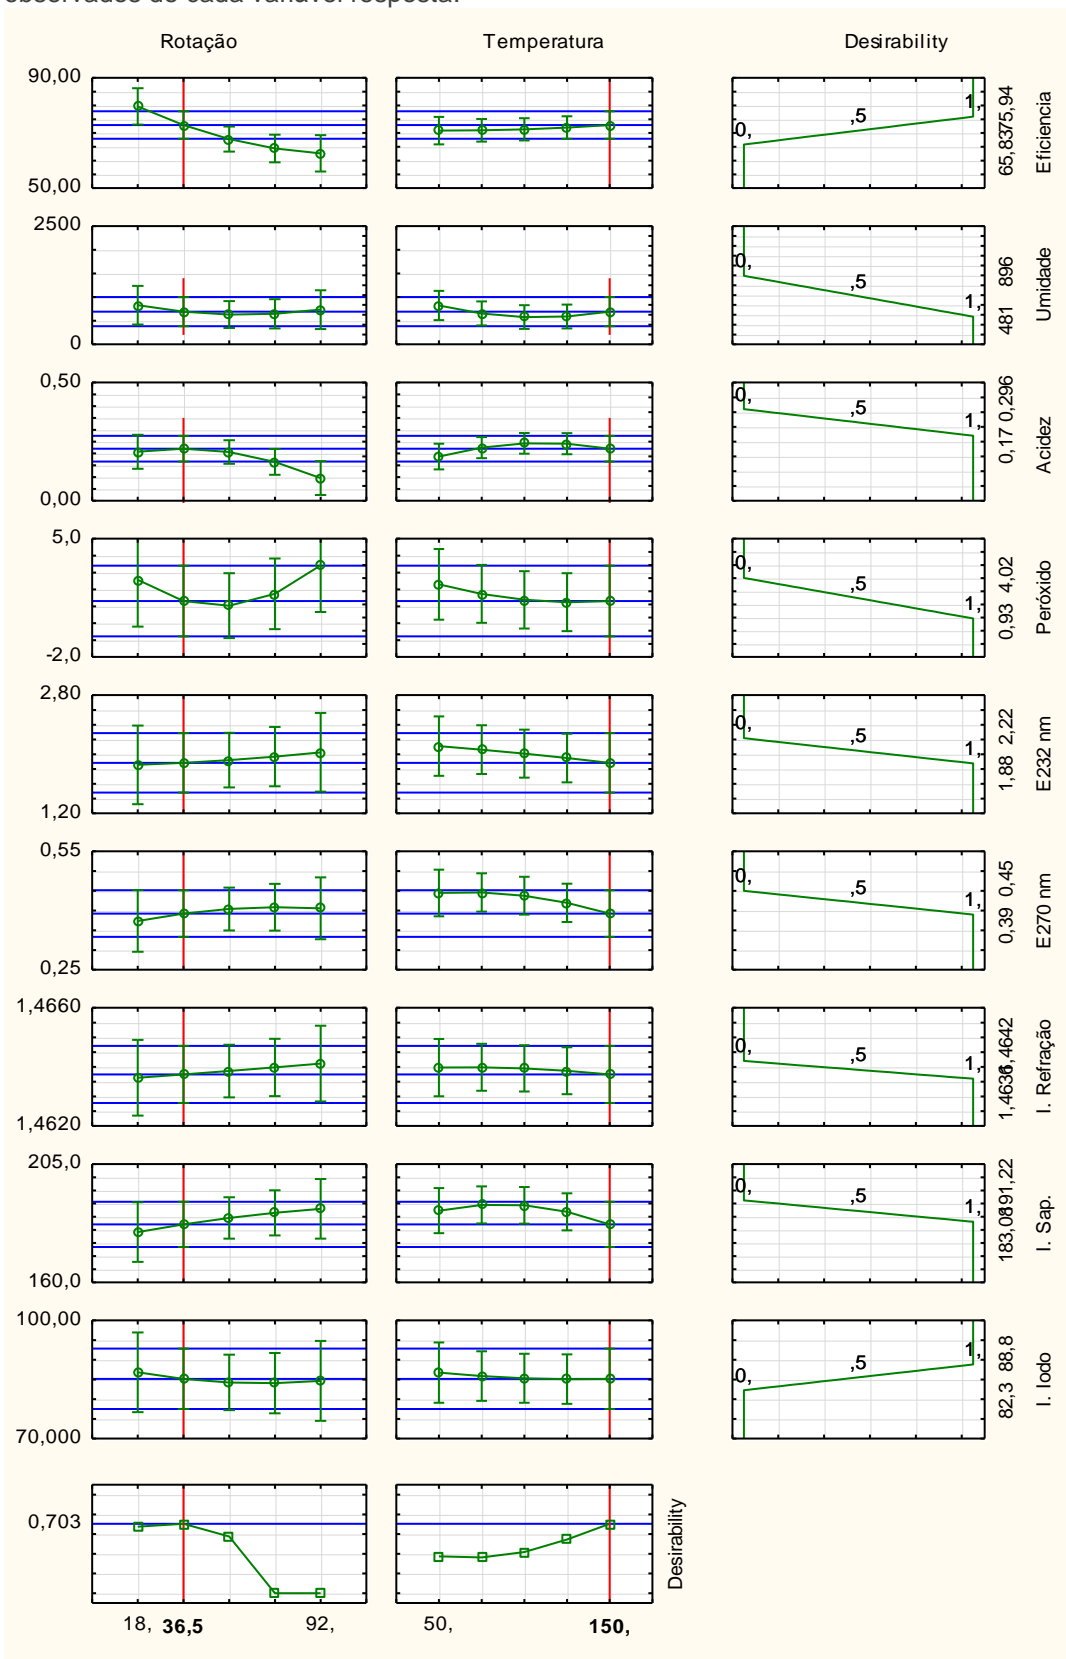 observados de cada variável resposta.
Rotação Temperatura Desirability
90,00
50,00
0, ,5 1,
65,83 75,94
Eficiencia
2500
0
0, ,5 1,
481 896
Umidade
0,50
0,00
0, ,5 1,
0,17 0,296
Acidez
5,0
-2,0
0, ,5 1,
0,93 4,02
Peróxido
2,80
1,20
0, ,5 1,
1,88 2,22
E232 nm
0,55
0,25
0, ,5 1,
0,39 0,45
E270 nm
1,4660
1,4620
0, ,5 1,
1,4636 1,4642
I. Refração
205,0
160,0
0, ,5 1,
191,22
I. Sap.
100,00
70,000
0, ,5 1,
82,3 88,8
I. Iodo
0,703
Desirability
18, 36,5 92, 50, 150,